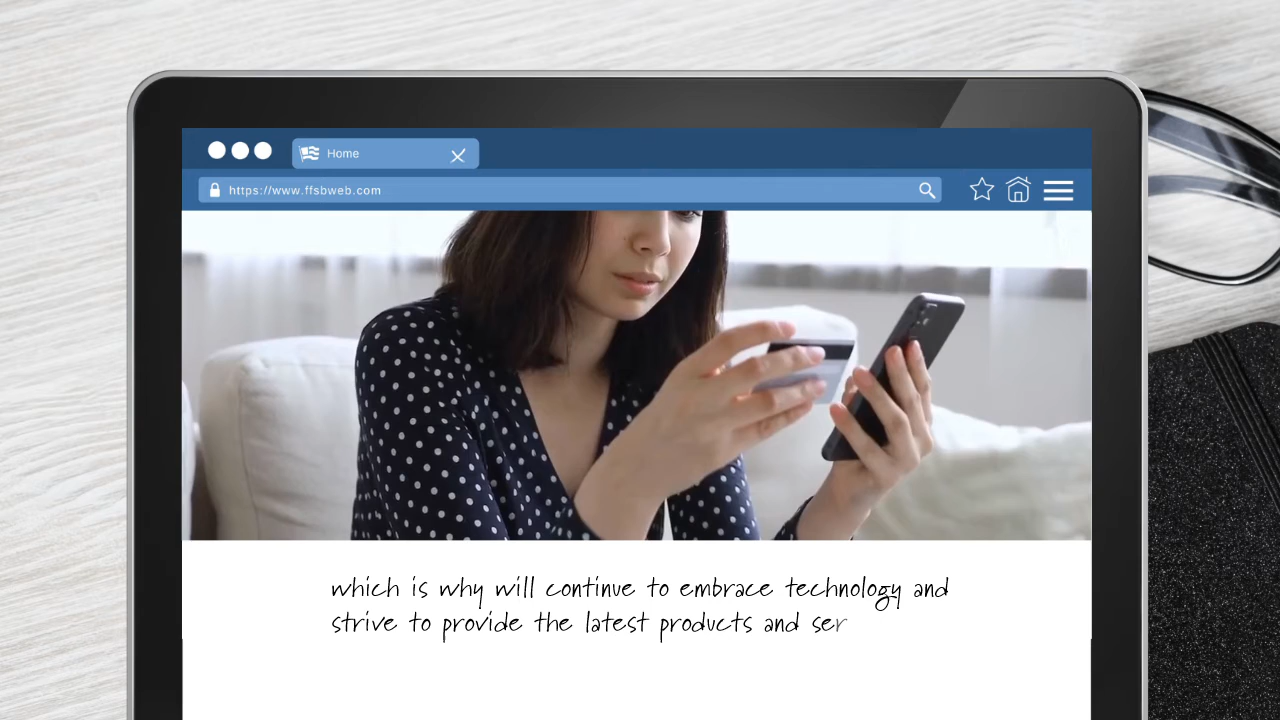 Home
https://www.ffsbweb.com
which is why will continue to embrace technology and
strive to provide the latest products and ser